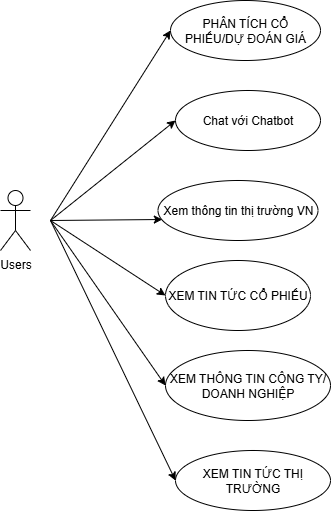 PHÂN TÍCH CỔ
PHIẾU/DỰ ĐOÁN GIÁ
Chat với Chatbot
Xem thông tin thị trường VN
Users
XEM TIN TỨC CỔ PHIẾU
XEM THÔNG TIN CÔNG TY/
DOANH NGHIỆP
XEM TIN TỨC THỊ
TRƯỜNG